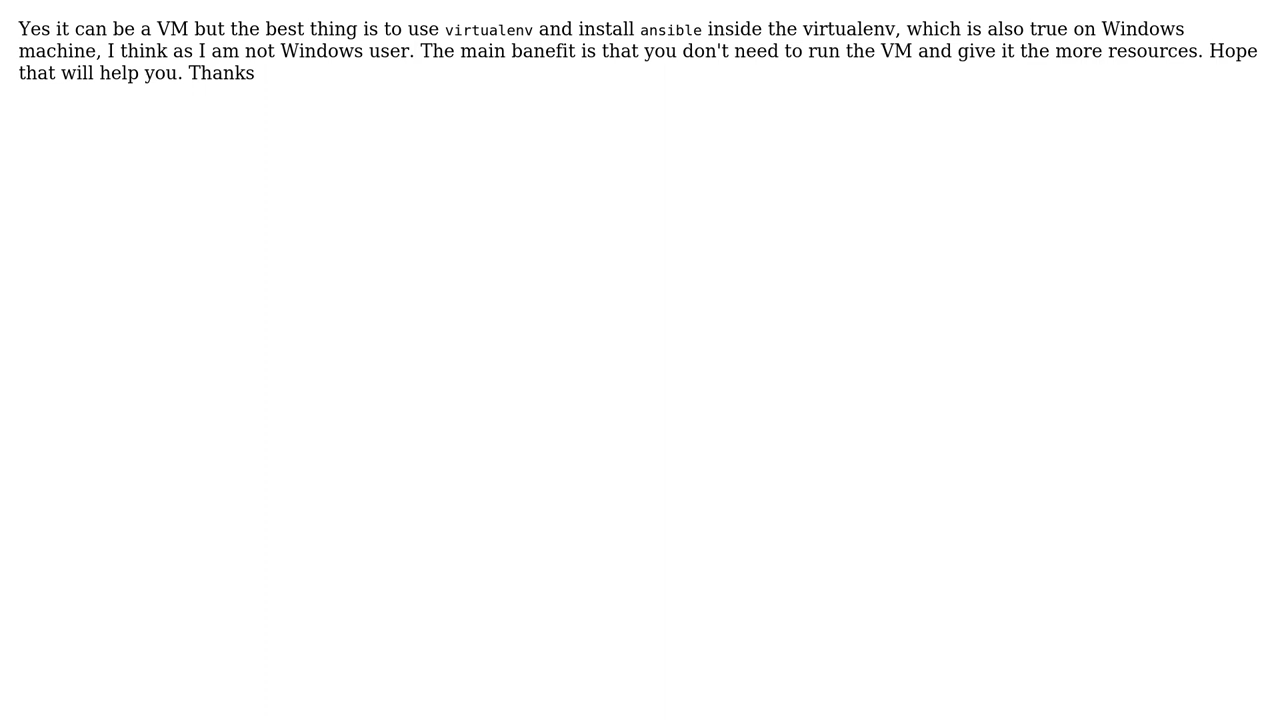 Yes it can be a VM but the best thing is to use virtualenv and install ansible inside the virtualenv, which is also true on Windows
machine, I think as I am not Windows user. The main banefit is that you don't need to run the VM and give it the more resources. Hope
that will help you. Thanks